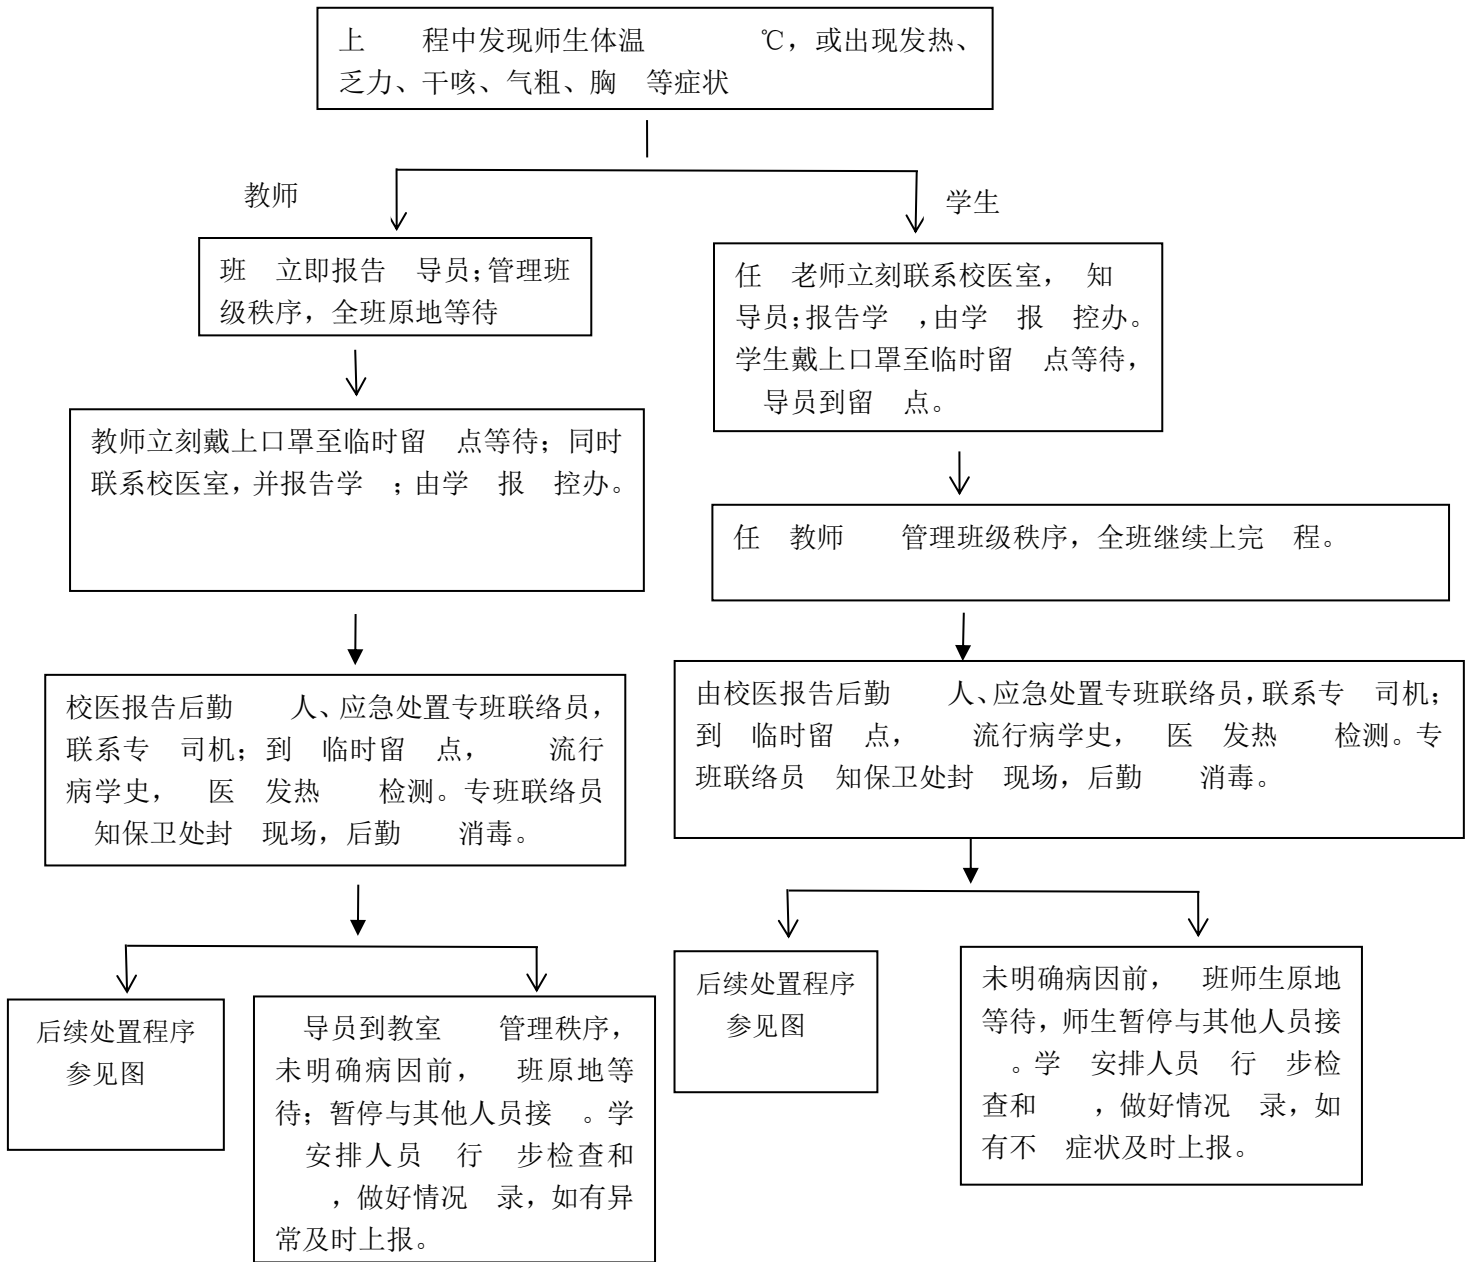 上 程中发现师生体温 ℃，或出现发热、
乏力、干咳、气粗、胸 等症状
教师
学生
班 立即报告 导员；管理班
级秩序，全班原地等待
任 老师立刻联系校医室， 知
导员；报告学 ，由学 报 控办。
学生戴上口罩至临时留 点等待，
导员到留 点。
教师立刻戴上口罩至临时留 点等待；同时
联系校医室，并报告学 ；由学 报 控办。
任 教师 管理班级秩序，全班继续上完 程。
校医报告后勤 人、应急处置专班联络员，
联系专 司机；到 临时留 点， 流行
病学史， 医 发热 检测。专班联络员
知保卫处封 现场，后勤 消毒。
由校医报告后勤 人、应急处置专班联络员，联系专 司机；
到 临时留 点， 流行病学史， 医 发热 检测。专
班联络员 知保卫处封 现场，后勤 消毒。
后续处置程序
参见图
导员到教室 管理秩序，
未明确病因前， 班原地等
待；暂停与其他人员接 。学
安排人员 行 步检查和
，做好情况 录，如有异
常及时上报。
后续处置程序
参见图
未明确病因前， 班师生原地
等待，师生暂停与其他人员接
。学 安排人员 行 步检
查和 ，做好情况 录，如
有不 症状及时上报。